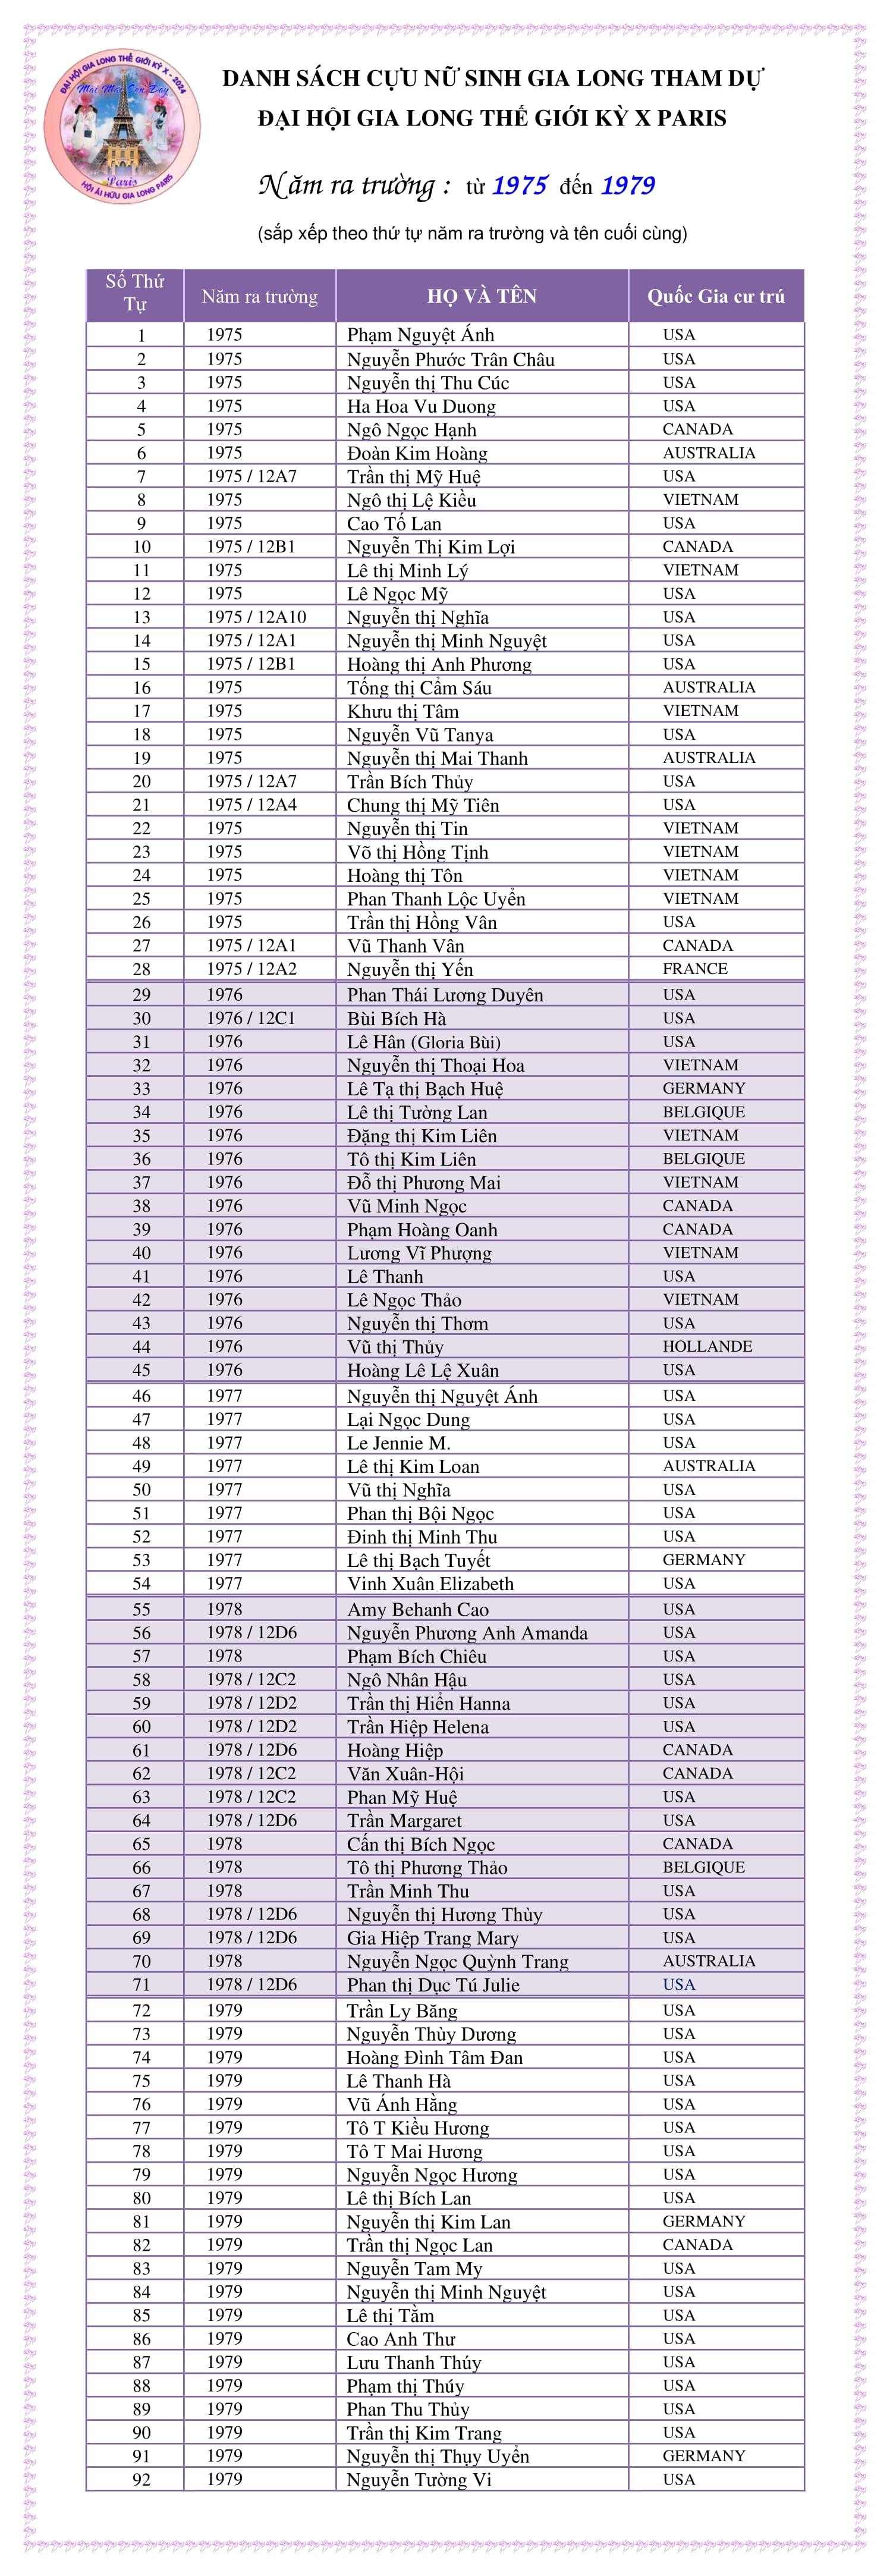 ĐẠI HỘI GIA LONG THẾ GIỚI KỲ X - 2024
Mãi Mãi Còn Đây
Paris
HỘI ÁI HỮU GIA LONG PARIS
DANH SÁCH CỰU NỮ SINH GIA LONG THAM DỰ
ĐẠI HỘI GIA LONG THẾ GIỚI KỲ X PARIS
Năm ra trường : từ 1975 đến 1979
(sắp xếp theo thứ tự năm ra trường và tên cuối cùng)
Số Thứ Tự Năm ra trường HỌ VÀ TÊN Quốc Gia cư trú
1 1975 Phạm Nguyệt Ánh USA
2 1975 Nguyễn Phước Trân Châu USA
3 1975 Nguyễn thị Thu Cúc USA
4 1975 Ha Hoa Vu Duong USA
5 1975 Ngô Ngọc Hạnh CANADA
6 1975 Đoàn Kim Hoàng AUSTRALIA
7 1975 / 12A7 Trần thị Mỹ Huệ USA
8 1975 Ngô thị Lệ Kiều VIETNAM
9 1975 Cao Tố Lan USA
10 1975 / 12B1 Nguyễn Thị Kim Lợi CANADA
11 1975 Lê thị Minh Lý VIETNAM
12 1975 Lê Ngọc Mỹ USA
13 1975 / 12A10 Nguyễn thị Nghĩa USA
14 1975 / 12A1 Nguyễn thị Minh Nguyệt USA
15 1975 / 12B1 Hoàng thị Anh Phương USA
16 1975 Tống thị Cẩm Sáu AUSTRALIA
17 1975 Khưu thị Tâm VIETNAM
18 1975 Nguyễn Vũ Tanya USA
19 1975 Nguyễn thị Mai Thanh AUSTRALIA
20 1975 / 12A7 Trần Bích Thủy USA
21 1975 / 12A4 Chung thị Mỹ Tiên USA
22 1975 Nguyễn thị Tin VIETNAM
23 1975 Võ thị Hồng Tịnh VIETNAM
24 1975 Hoàng thị Tôn VIETNAM
25 1975 Phan Thanh Lộc Uyển VIETNAM
26 1975 Trần thị Hồng Vân USA
27 1975 / 12A1 Vũ Thanh Vân CANADA
28 1975 / 12A2 Nguyễn thị Yến FRANCE
29 1976 Phan Thái Lương Duyên USA
30 1976 / 12C1 Bùi Bích Hà USA
31 1976 Lê Hân (Gloria Bùi) USA
32 1976 Nguyễn thị Thoại Hoa VIETNAM
33 1976 Lê Tạ thị Bạch Huệ GERMANY
34 1976 Lê thị Tường Lan BELGIQUE
35 1976 Đặng thị Kim Liên VIETNAM
36 1976 Tô thị Kim Liên BELGIQUE
37 1976 Đỗ thị Phương Mai VIETNAM
38 1976 Vũ Minh Ngọc CANADA
39 1976 Phạm Hoàng Oanh CANADA
40 1976 Lương Vĩ Phượng VIETNAM
41 1976 Lê Thanh USA
42 1976 Lê Ngọc Thảo VIETNAM
43 1976 Nguyễn thị Thơm USA
44 1976 Vũ thị Thủy HOLLANDE
45 1976 Hoàng Lê Lệ Xuân USA
46 1977 Nguyễn thị Nguyệt Ánh USA
47 1977 Lại Ngọc Dung USA
48 1977 Le Jennie M. USA
49 1977 Lê thị Kim Loan AUSTRALIA
50 1977 Vũ thị Nghĩa USA
51 1977 Phan thị Bội Ngọc USA
52 1977 Đinh thị Minh Thu USA
53 1977 Lê thị Bạch Tuyết GERMANY
54 1977 Vinh Xuân Elizabeth USA
55 1978 Amy Behanh Cao USA
56 1978 / 12D6 Nguyễn Phương Anh Amanda USA
57 1978 Phạm Bích Chiêu USA
58 1978 / 12C2 Ngô Nhân Hậu USA
59 1978 / 12D2 Trần thị Hiển Hanna USA
60 1978 / 12D2 Trần Hiệp Helena USA
61 1978 / 12D6 Hoàng Hiệp CANADA
62 1978 / 12C2 Văn Xuân-Hội CANADA
63 1978 / 12C2 Phan Mỹ Huệ USA
64 1978 / 12D6 Trần Margaret USA
65 1978 Cấn thị Bích Ngọc CANADA
66 1978 Tô thị Phương Thảo BELGIQUE
67 1978 Trần Minh Thu USA
68 1978 / 12D6 Nguyễn thị Hương Thùy USA
69 1978 / 12D6 Gia Hiệp Trang Mary USA
70 1978 Nguyễn Ngọc Quỳnh Trang AUSTRALIA
71 1978 / 12D6 Phan thị Dục Tú Julie USA
72 1979 Trần Ly Băng USA
73 1979 Nguyễn Thùy Dương USA
74 1979 Hoàng Đình Tâm Đan USA
75 1979 Lê Thanh Hà USA
76 1979 Vũ Ánh Hằng USA
77 1979 Tô T Kiều Hương USA
78 1979 Tô T Mai Hương USA
79 1979 Nguyễn Ngọc Hương USA
80 1979 Lê thị Bích Lan USA
81 1979 Nguyễn thị Kim Lan GERMANY
82 1979 Trần thị Ngọc Lan CANADA
83 1979 Nguyễn Tam My USA
84 1979 Nguyễn thị Minh Nguyệt USA
85 1979 Lê thị Tằm USA
86 1979 Cao Anh Thư USA
87 1979 Lưu Thanh Thúy USA
88 1979 Phạm thị Thúy USA
89 1979 Phan Thu Thủy USA
90 1979 Trần thị Kim Trang USA
91 1979 Nguyễn thị Thụy Uyển GERMANY
92 1979 Nguyễn Tường Vi USA